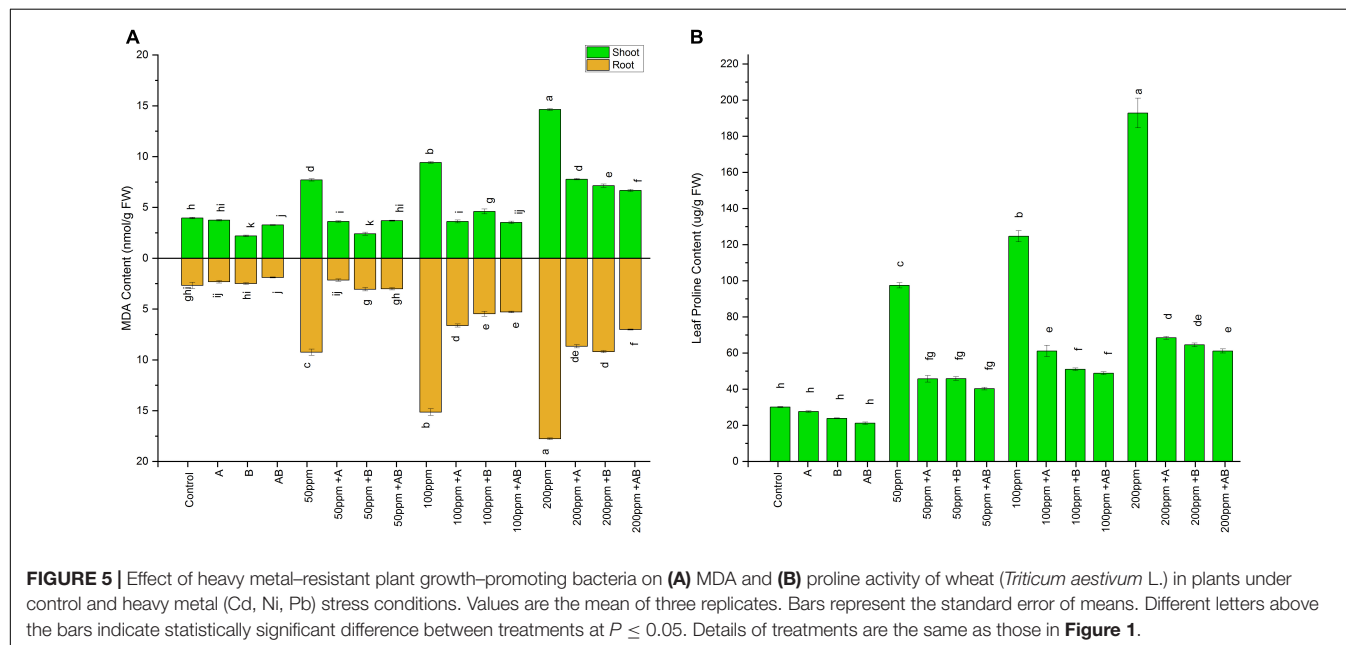 A
B
20
15
10
5
0
5
10
15
20
MDA Content (nmol/g FW)
Shoot
Root
h
hi
k
j
d
i
k
hi
b
i
g
ij
a
d
e
f
ghi
ij
hi
j
c
ij
g
gh
b
d
e
e
a
de
d
f
Control
A
B
AB
50ppm
50ppm +A
50ppm +B
50ppm +AB
100ppm
100ppm +A
100ppm +B
100ppm +AB
200ppm
200ppm +A
200ppm +B
200ppm +AB
220
200
180
160
140
120
100
80
60
40
20
0
Leaf Proline Content (ug/g FW)
h
h
h
h
c
fg
fg
fg
b
e
f
f
a
d
de
e
Control
A
B
AB
50ppm
50ppm +A
50ppm +B
50ppm +AB
100ppm
100ppm +A
100ppm +B
100ppm +AB
200ppm
200ppm +A
200ppm +B
200ppm +AB
FIGURE 5 | Effect of heavy metal–resistant plant growth–promoting bacteria on (A) MDA and (B) proline activity of wheat (Triticum aestivum L.) in plants under
control and heavy metal (Cd, Ni, Pb) stress conditions. Values are the mean of three replicates. Bars represent the standard error of means. Different letters above
the bars indicate statistically significant difference between treatments at P ≤ 0.05. Details of treatments are the same as those in Figure 1.